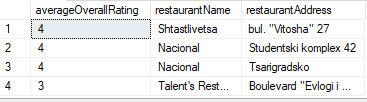 averageOverallRating restaurantName restaurantAddress
1 4 Shtastlivetsa bul. "Vitosha" 27
2 4 Nacional Studentski komplex 42
3 4 Nacional Tsarigradsko
4 3 Talent's Rest... Boulevard "Evlogi i ...